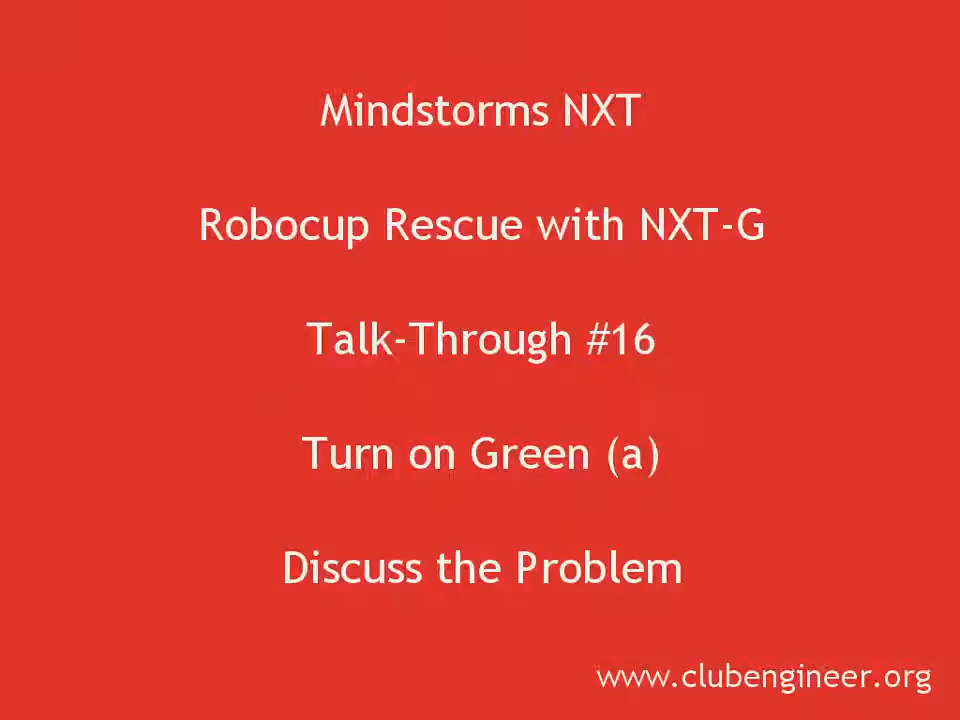 Mindstorms NXT
Robocup Rescue with NXT-G
Talk-Through #16
Turn on Green (a)
Discuss the Problem
www.clubengineer.org